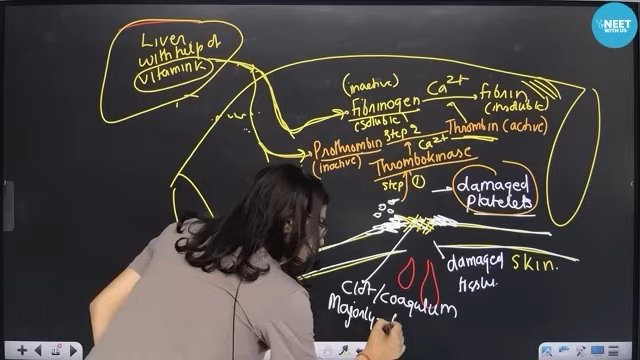 NEET
WITH US
Liver
with help of
vitamin k
(inactive)
Fibrinogen
(soluble)
Ca2+
Fibrin
(insoluble)
Thrombin (active)
Prothrombin
(inactive)
Step 2
Ca2+
Thrombokinase
step ①
damaged
Platelets
damaged
tissue
Skin.
Clot/coagulum
Majority